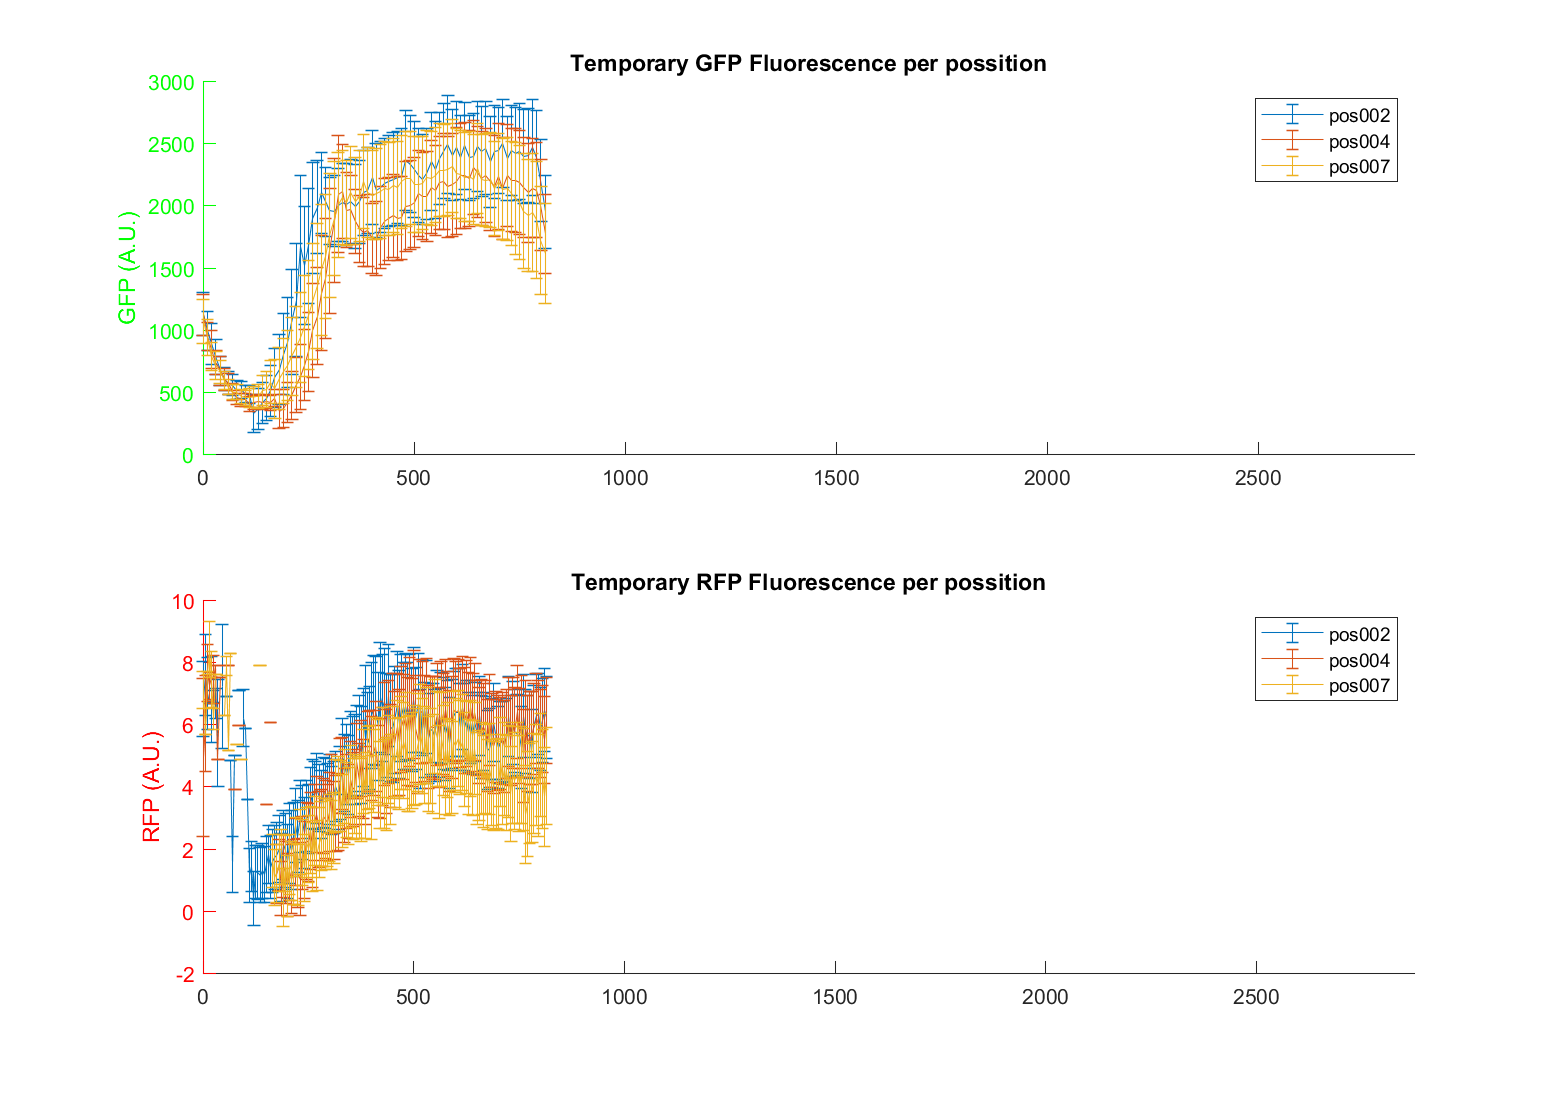 Temporary GFP Fluorescence per possition
3000
2500
2000
1500
1000
500
0
GFP (A.U.)
0 500 1000 1500 2000 2500
pos002
pos004
pos007
Temporary RFP Fluorescence per possition
10
8
6
4
2
0
-2
RFP (A.U.)
0 500 1000 1500 2000 2500
pos002
pos004
pos007